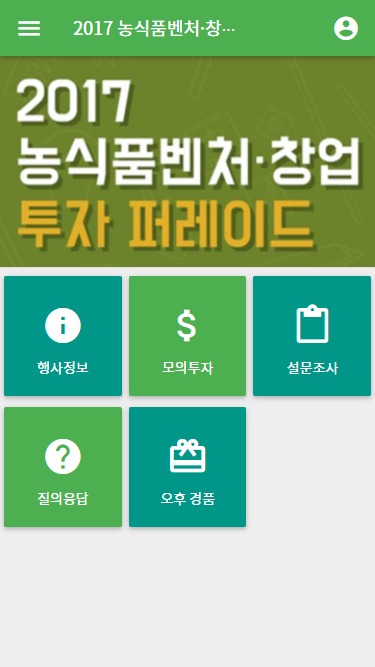 2017 농식품벤처·창···
2017
농식품벤처·창업
투자 퍼레이드
행사정보
모의투자
설문조사
질의응답
오후 경품